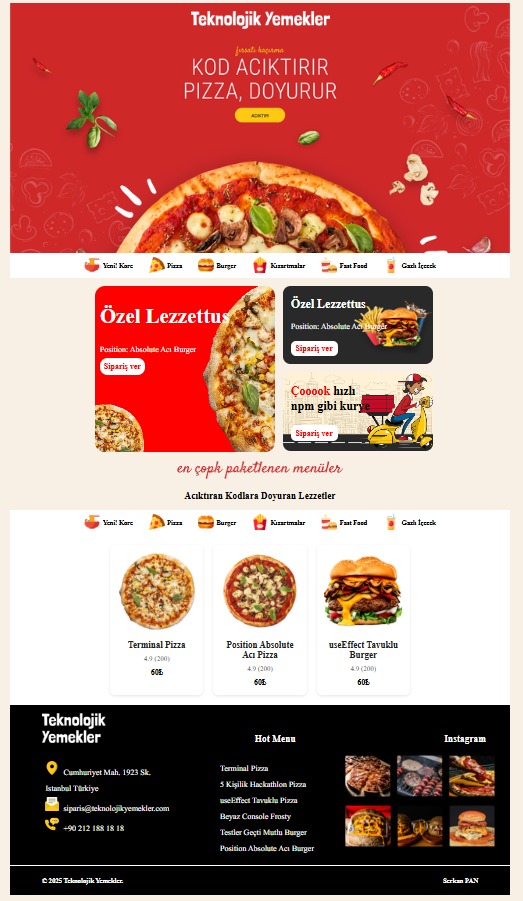 Teknolojik Yemekler
fırsatı kaçırma
KOD ACIKTIRIR
PIZZA, DOYURUR
ACIKTIM
Yeni! Kore
Pizza
Burger
Kızartmalar
Fast Food
Gazlı İçecek
Özel Lezzettus
Position: Absolute Acı Burger
Sipariş ver
Özel Lezzettus
Position: Absolute Acı Burger
Sipariş ver
Çooook hızlı
npm gibi kurye
Sipariş ver
en çopk paketlenen menüler
Acıktıran Kodlara Doyuran Lezzetler
Yeni! Kore
Pizza
Burger
Kızartmalar
Fast Food
Gazlı İçecek
Terminal Pizza
4.9 (200)
60₺
Position Absolute
Acı Pizza
4.9 (200)
60₺
useEffect Tavuklu
Burger
4.9 (200)
60₺
Teknolojik
Yemekler
Cumhuriyet Mah. 1923 Sk.
İstanbul Türkiye
siparis@teknolojikyemekler.com
+90 212 188 18 18
Hot Menu
Terminal Pizza
5 Kişilik Hackathlon Pizza
useEffect Tavuklu Pizza
Beyaz Console Frosty
Testler Geçti Mutlu Burger
Position Absolute Acı Burger
Instagram
© 2025 Teknolojik Yemekler.
Serkan PAN